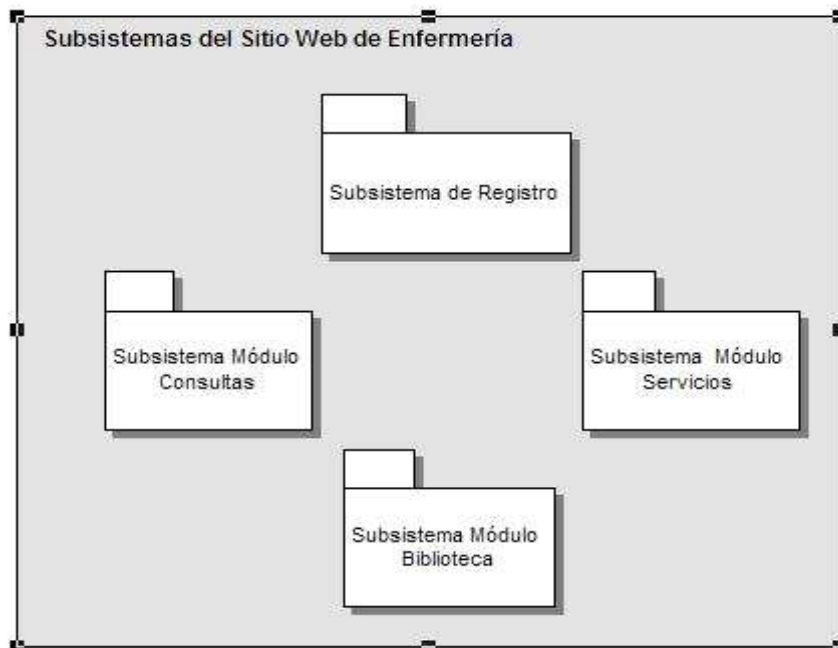 Subsistemas del Sitio Web de Enfermería
Subsistema de Registro
Subsistema Módulo
Consultas
Subsistema Módulo
Servicios
Subsistema Módulo
Biblioteca